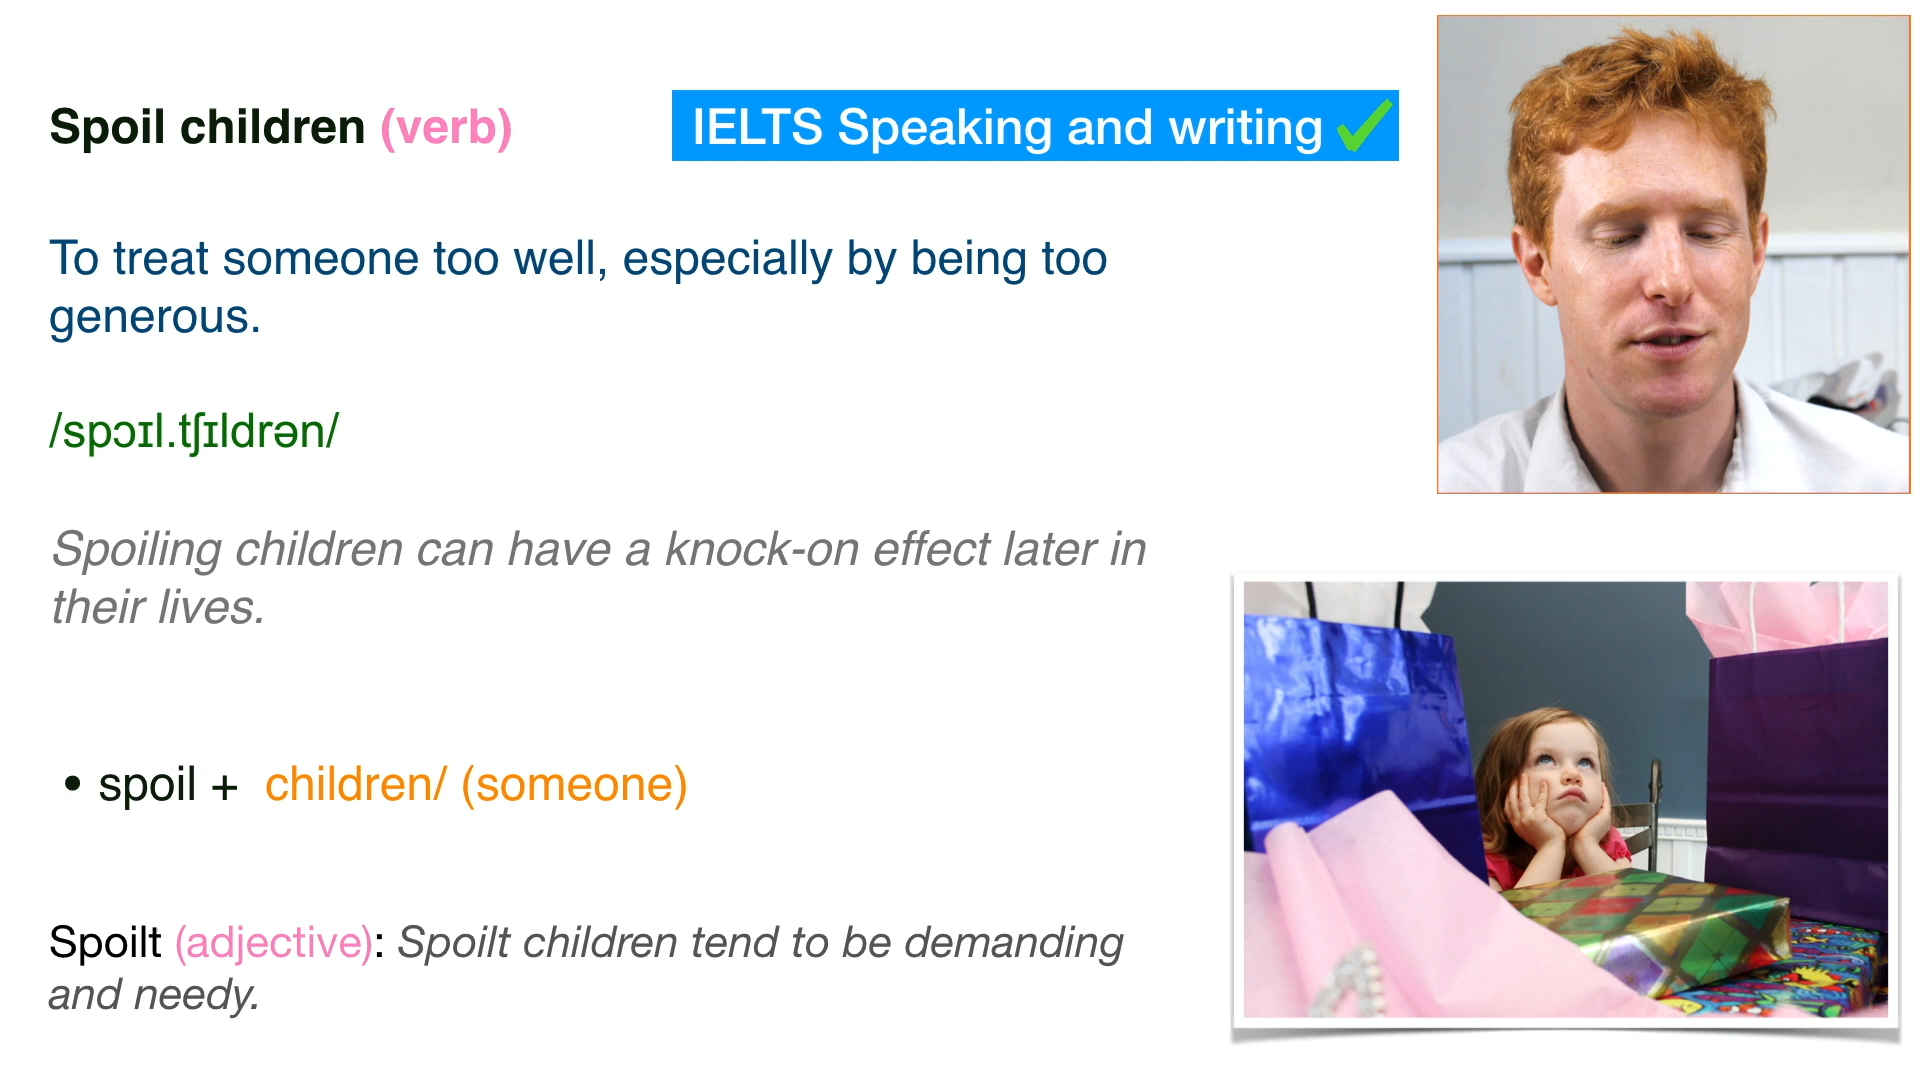 Spoil children (verb)
IELTS Speaking and writing
To treat someone too well, especially by being too
generous.
/spɔɪl.tʃɪldrən/
Spoiling children can have a knock-on effect later in
their lives.
• spoil + children/ (someone)
Spoilt (adjective): Spoilt children tend to be demanding
and needy.